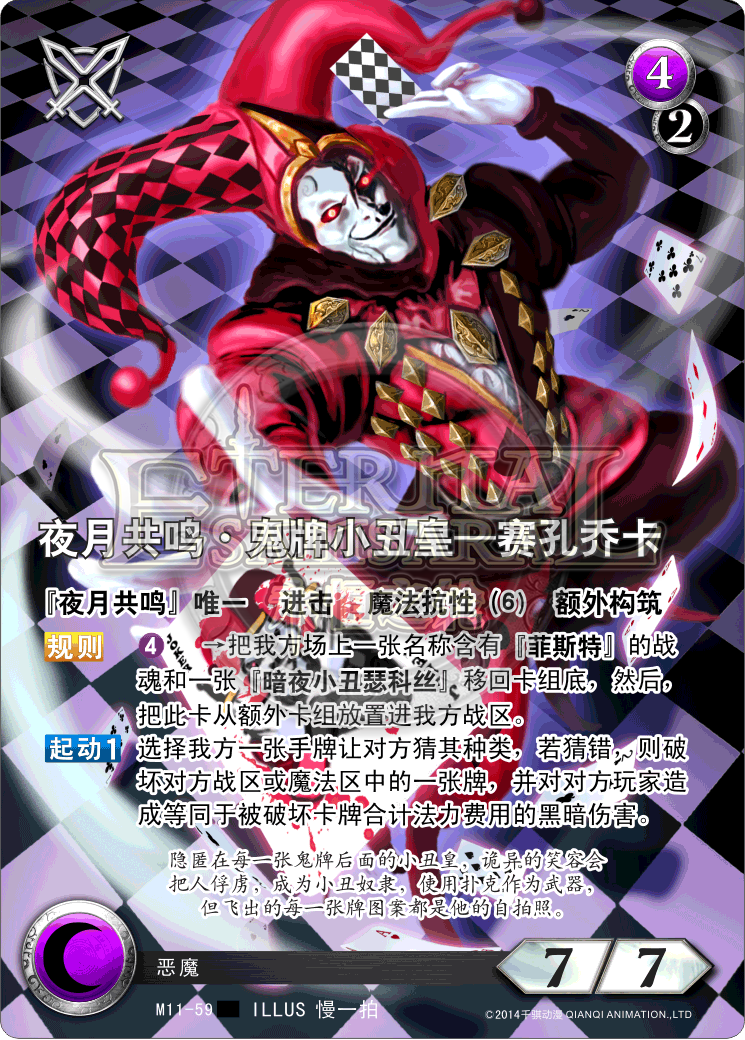 4
2
ETERNAL
夜月共鸣·鬼牌小丑皇—赛孔乔卡
『夜月共鸣』唯一 进击 魔法抗性（6） 额外构筑
规则 4 →把我方场上一张名称含有『菲斯特』的战
魂和一张『暗夜小丑瑟科丝』移回卡组底，然后，
把此卡从额外卡组放置进我方战区。
起动1 选择我方一张手牌让对方猜其种类，若猜错，则破
坏对方战区或魔法区中的一张牌，并对对方玩家造
成等同于被破坏卡牌合计法力费用的黑暗伤害。
隐匿在每一张鬼牌后面的小丑皇，诡异的笑容会
把人俘虏，成为小丑奴隶，使用扑克作为武器，
但飞出的每一张牌图案都是他的自拍照。
恶魔
7/7
M11-59 ILLUS 慢一拍
©2014千骐动漫 QIANQI ANIMATION.,LTD